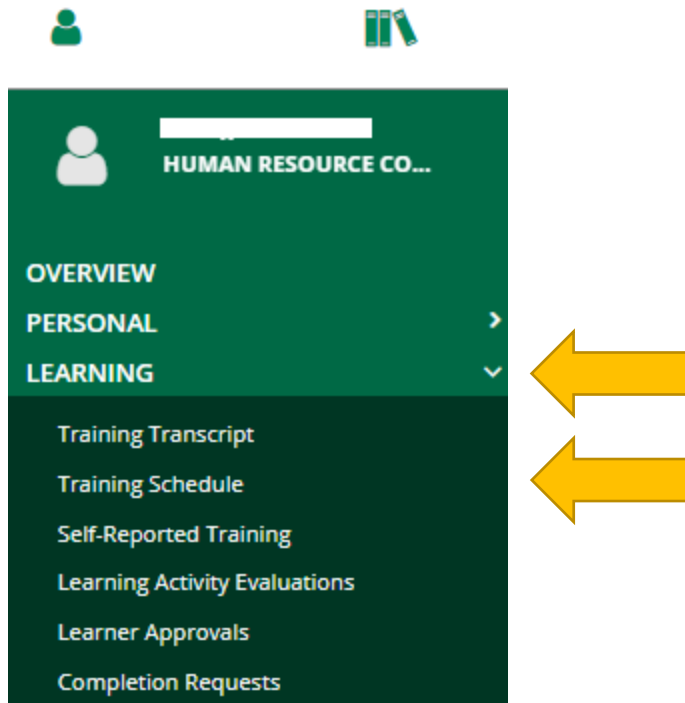 HUMAN RESOURCE CO...
OVERVIEW
PERSONAL
LEARNING
Training Transcript
Training Schedule
Self-Reported Training
Learning Activity Evaluations
Learner Approvals
Completion Requests